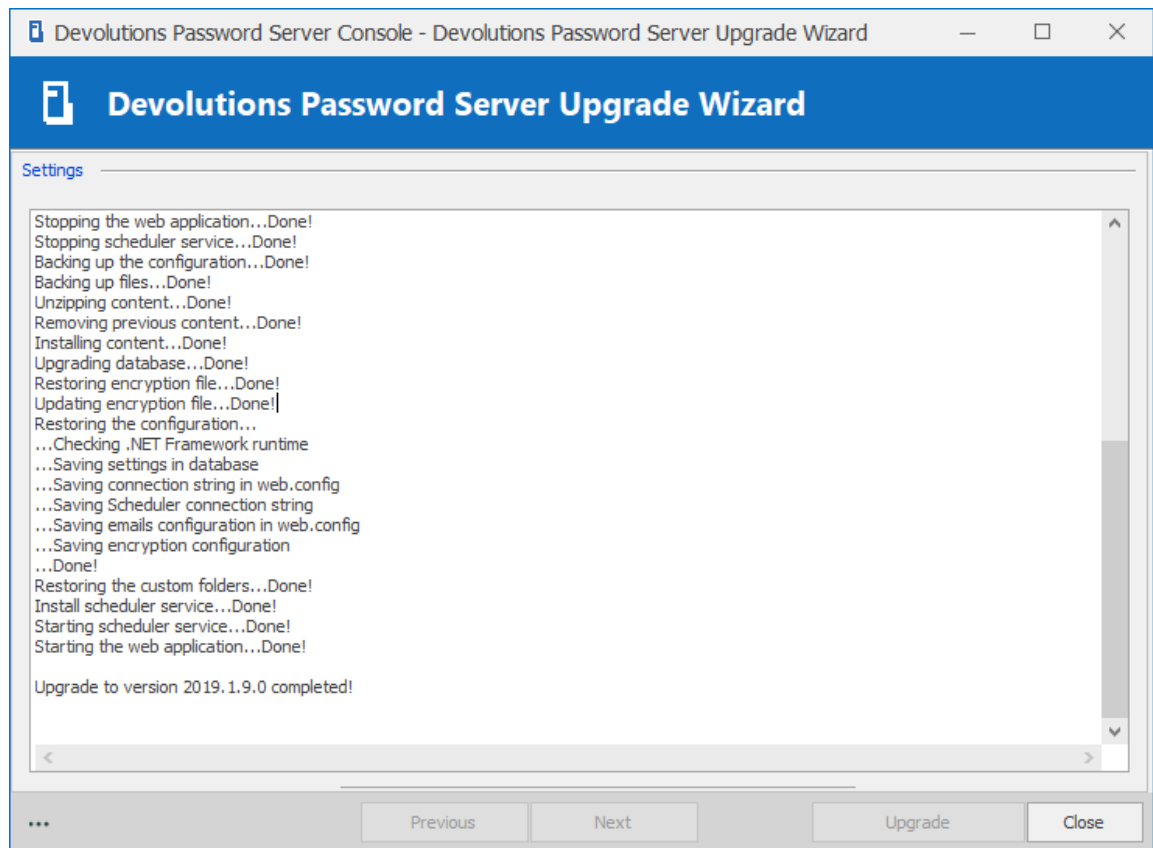 Devolutions Password Server Console - Devolutions Password Server Upgrade Wizard
Devolutions Password Server Upgrade Wizard
Settings
Stopping the web application...Done!
Stopping scheduler service...Done!
Backing up the configuration...Done!
Backing up files...Done!
Unzipping content...Done!
Removing previous content...Done!
Installing content...Done!
Upgrading database...Done!
Restoring encryption file...Done!
Updating encryption file...Done!
Restoring the configuration...
...Checking .NET Framework runtime
...Saving settings in database
...Saving connection string in web.config
...Saving Scheduler connection string
...Saving emails configuration in web.config
...Saving encryption configuration
...Done!
Restoring the custom folders...Done!
Install scheduler service...Done!
Starting scheduler service...Done!
Starting the web application...Done!
Upgrade to version 2019.1.9.0 completed!
... Previous Next Upgrade Close